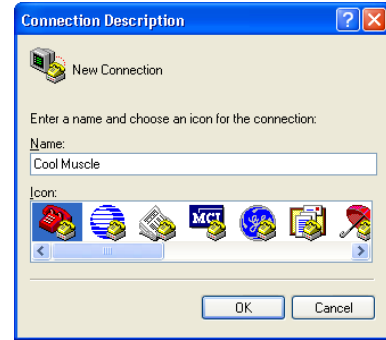 Connection Description
New Connection
Enter a name and choose an icon for the connection:
Name:
Cool Muscle
Icon:
MCI
OK Cancel